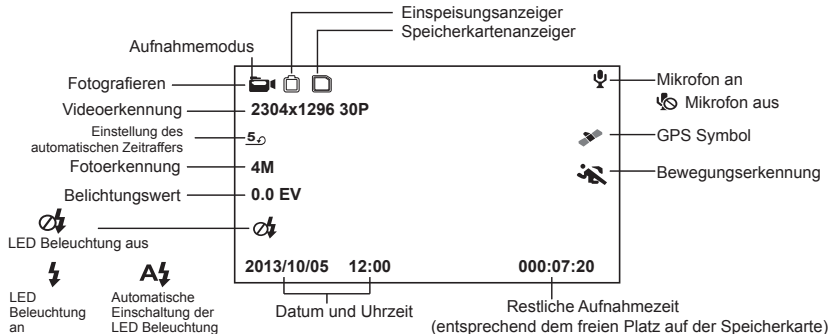 Einspeisungsanzeiger
Speicherkartenanzeiger
Aufnahmemodus
Fotografieren
Mikrofon an
Mikrofon aus
Videoerkennung
2304x1296 30P
Einstellung des
automatischen Zeitraffers
5
GPS Symbol
Fotoerkennung
4M
Bewegungserkennung
Belichtungswert
0.0 EV
LED Beleuchtung aus
A
LED
Beleuchtung
an
Automatische
Einschaltung der
LED Beleuchtung
2013/10/05 12:00
000:07:20
Datum und Uhrzeit
Restliche Aufnahmezeit
(entsprechend dem freien Platz auf der Speicherkarte)